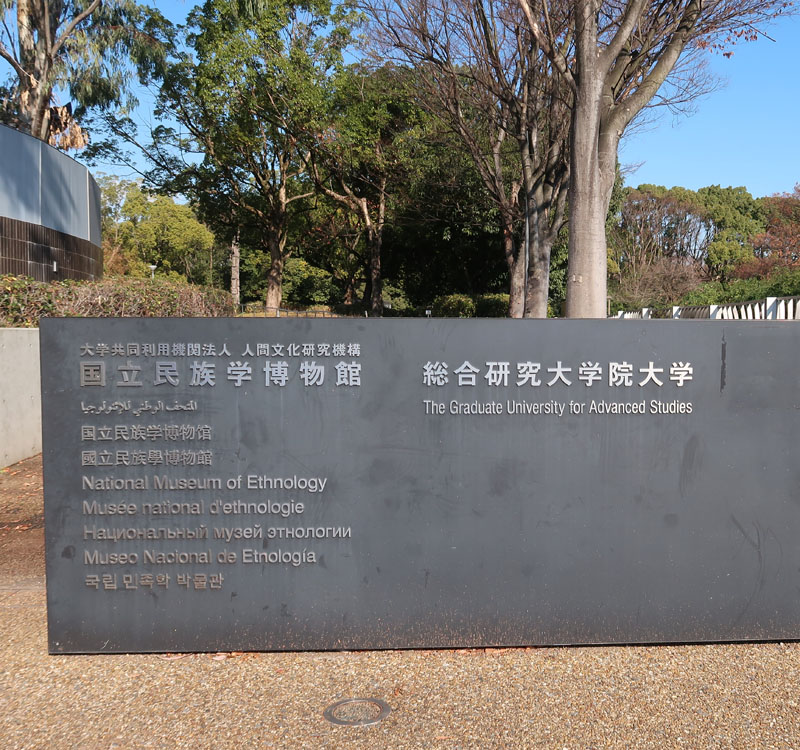 大学共同利用機関法人 人間文化研究機構
国立民族学博物館
المتحف الوطني للإثنولوجيا
国立民族学博物馆
國立民族學博物館
National Museum of Ethnology
Musée national d'ethnologie
Национальный музей этнологии
Museo Nacional de Etnología
국립 민족학 박물관
総合研究大学院大学
The Graduate University for Advanced Studies